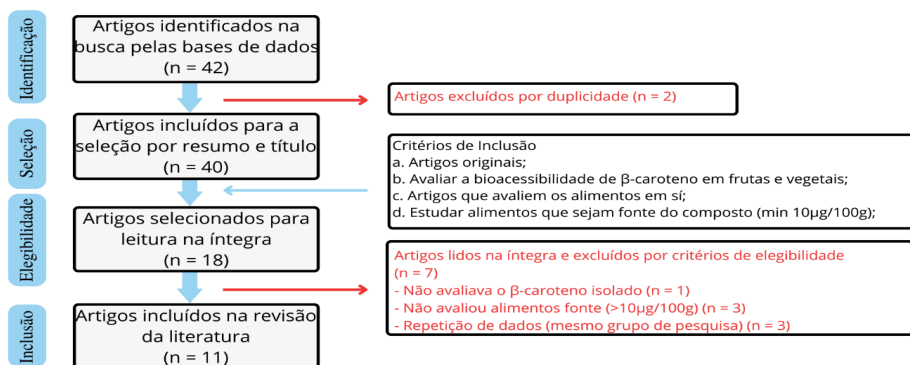 Identificação
Artigos identificados na
busca pelas bases de dados
(n = 42)
Artigos excluídos por duplicidade (n = 2)
Seleção
Artigos incluídos para a
seleção por resumo e título
(n = 40)
Critérios de Inclusão
a. Artigos originais;
b. Avaliar a bioacessibilidade de β-caroteno em frutas e vegetais;
c. Artigos que avaliem os alimentos em sí;
d. Estudar alimentos que sejam fonte do composto (min 10µg/100g);
Elegibilidade
Artigos selecionados para
leitura na íntegra
(n = 18)
Artigos lidos na íntegra e excluídos por critérios de elegibilidade
(n = 7)
- Não avaliava o β-caroteno isolado (n = 1)
- Não avaliou alimentos fonte (>10µg/100g) (n = 3)
- Repetição de dados (mesmo grupo de pesquisa) (n = 3)
Inclusão
Artigos incluídos na revisão
da literatura
(n = 11)